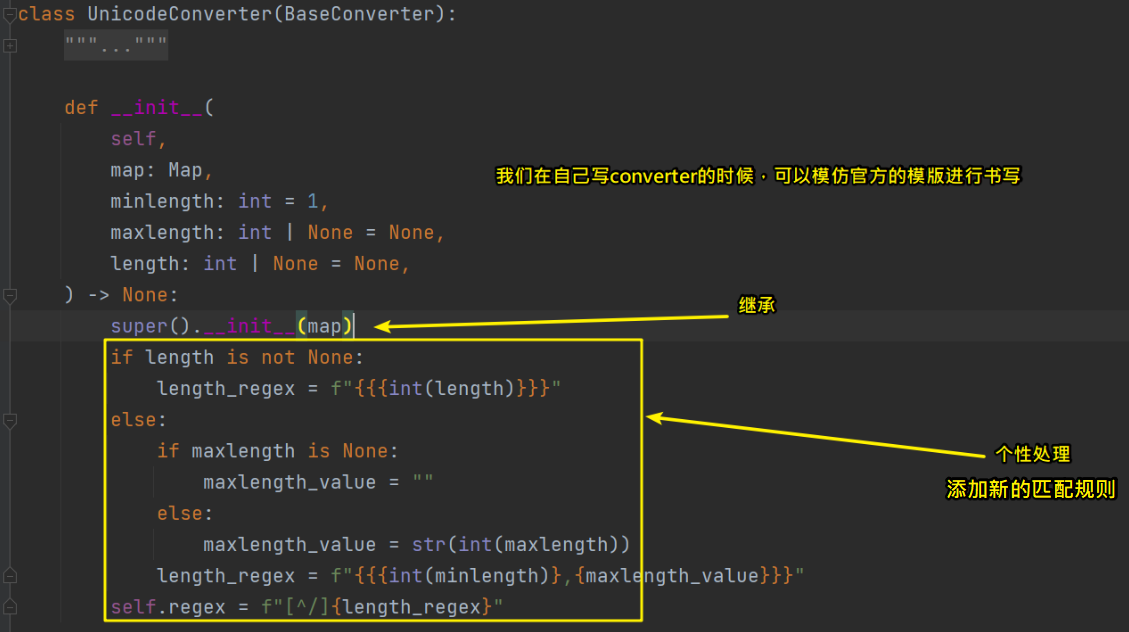 class UnicodeConverter(BaseConverter):
"""..."""
def __init__(
self,
map: Map,
我们在自己写converter的时候，可以模仿官方的模版进行书写
minlength: int = 1,
maxlength: int | None = None,
length: int | None = None,
) -> None:
继承
super().__init__(map)
if length is not None:
length_regex = f"{{{int(length)}}}"
else:
if maxlength is None:
个性处理
maxlength_value = ""
添加新的匹配规则
else:
maxlength_value = str(int(maxlength))
length_regex = f"{{{int(minlength)},{maxlength_value}}}"
self.regex = f"[^/]{length_regex}"